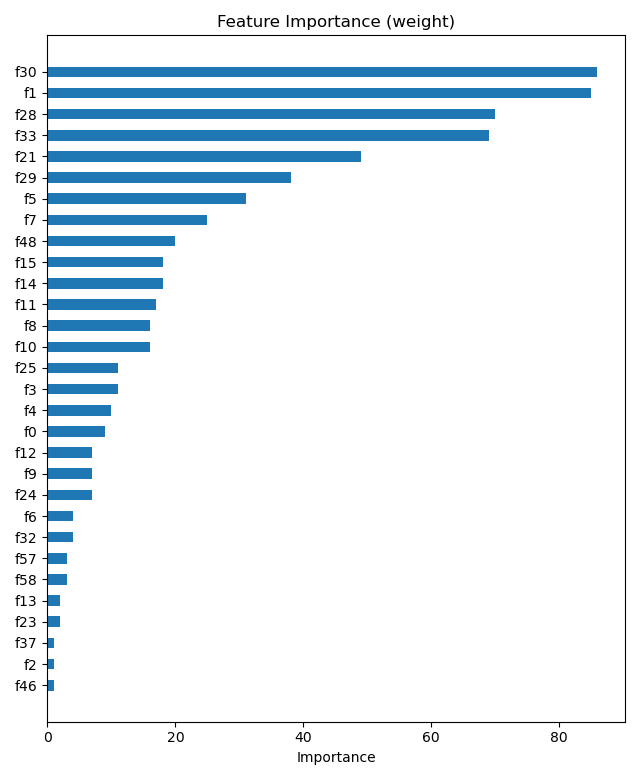 Feature Importance (weight)
f30
f1
f28
f33
f21
f29
f5
f7
f48
f15
f14
f11
f8
f10
f25
f3
f4
f0
f12
f9
f24
f6
f32
f57
f58
f13
f23
f37
f2
f46
0 20 40 60 80
Importance